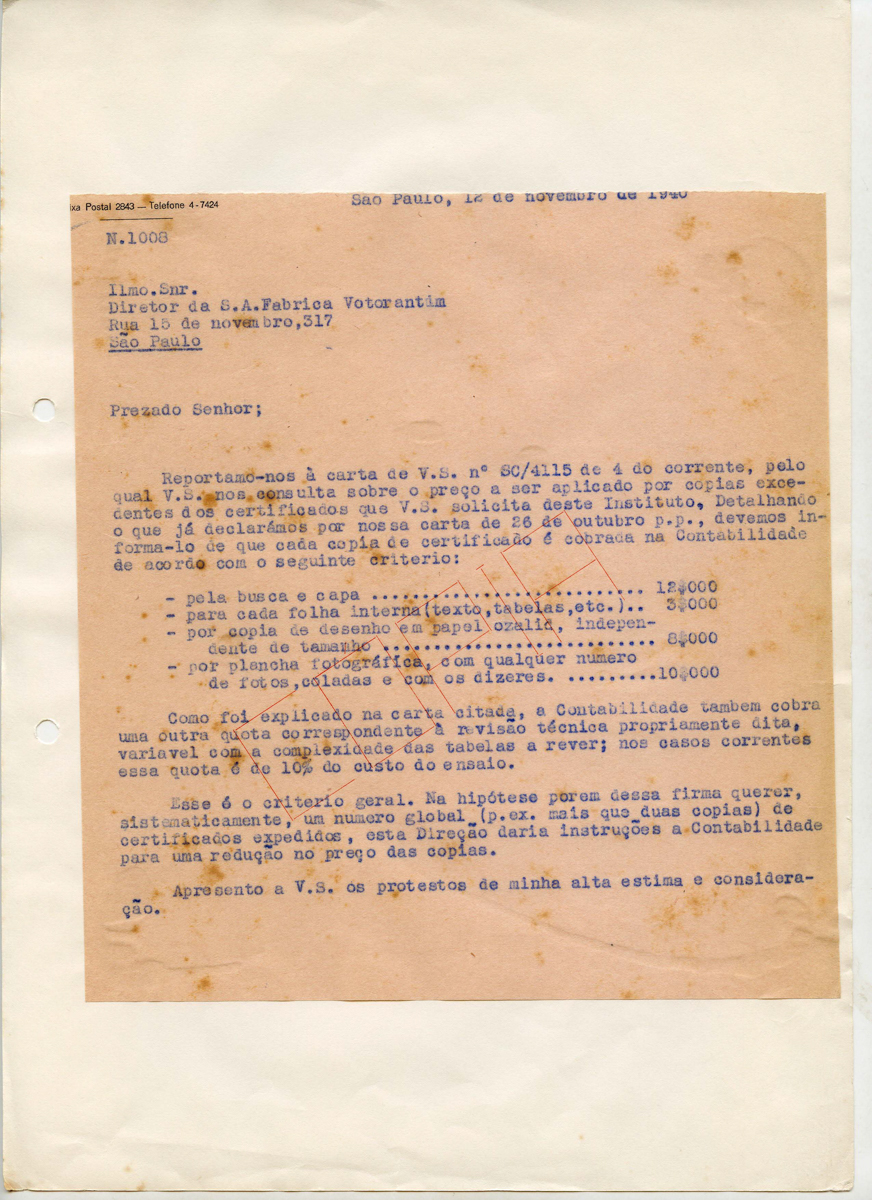 ixa Postal 2843 — Telefone 4-7424
São Paulo, 12 de novembro de 1940
N.1008
Ilmo.Snr.
Diretor da S.A.Fabrica Votorantim
Rua 15 de novembro,317
São Paulo
Prezado Senhor;
Reportamo-nos à carta de V.S. nº SC/4115 de 4 do corrente, pelo
qual V.S. nos consulta sobre o preço a ser aplicado por copias exce-
dentes dos certificados que V.S. solicita deste Instituto, Detalhando
o que já declarámos por nossa carta de 26 de outubro p.p., devemos in-
forma-lo de que cada copia de certificado é cobrada na Contabilidade
de acordo com o seguinte criterio:
- pela busca e capa ............................ 12$000
- para cada folha interna(texto,tabelas,etc.).. 3$000
- por copia de desenho em papel ozalid, indepen-
dente de tamanho ............................ 8$000
- por plancha fotográfica, com qualquer numero
de fotos,coladas e com os dizeres. .........10$000
Como foi explicado na carta citada, a Contabilidade tambem cobra
uma outra quota correspondente à revisão técnica propriamente dita,
variavel com a complexidade das tabelas a rever; nos casos correntes
essa quota é de 10% do custo do ensaio.
Esse é o criterio geral. Na hipótese porem dessa firma querer,
sistematicamente, um numero global (p.ex. mais que duas copias) de
certificados expedidos, esta Direção daria instruções a Contabilidade
para uma redução no preço das copias.
Apresento a V.S. os protestos de minha alta estima e considera-
ção.